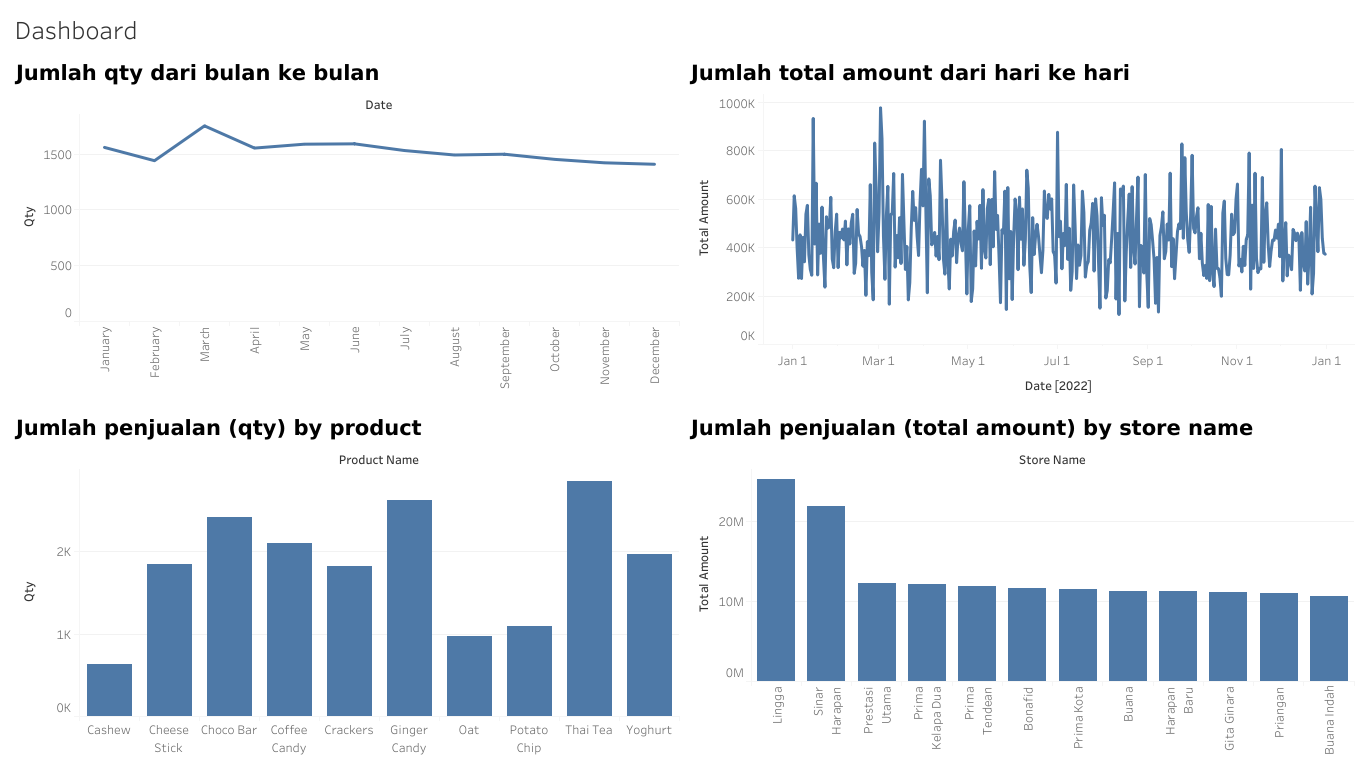 Dashboard
Jumlah qty dari bulan ke bulan
Date
Qty
1500
1000
500
0
January
February
March
April
May
June
July
August
September
October
November
December
Jumlah total amount dari hari ke hari
Total Amount
1000K
800K
600K
400K
200K
0K
Jan 1
Mar 1
May 1
Jul 1
Sep 1
Nov 1
Jan 1
Date [2022]
Jumlah penjualan (qty) by product
Product Name
Qty
2K
1K
0K
Cashew
Cheese
Stick
Choco Bar
Coffee
Candy
Crackers
Ginger
Candy
Oat
Potato
Chip
Thai Tea
Yoghurt
Jumlah penjualan (total amount) by store name
Store Name
Total Amount
20M
10M
0M
Lingga
Sinar
Harapan
Prestasi
Utama
Prima
Kelapa Dua
Prima
Tendean
Bonafid
Prima Kota
Buana
Harapan
Baru
Gita Ginara
Priangan
Buana Indah